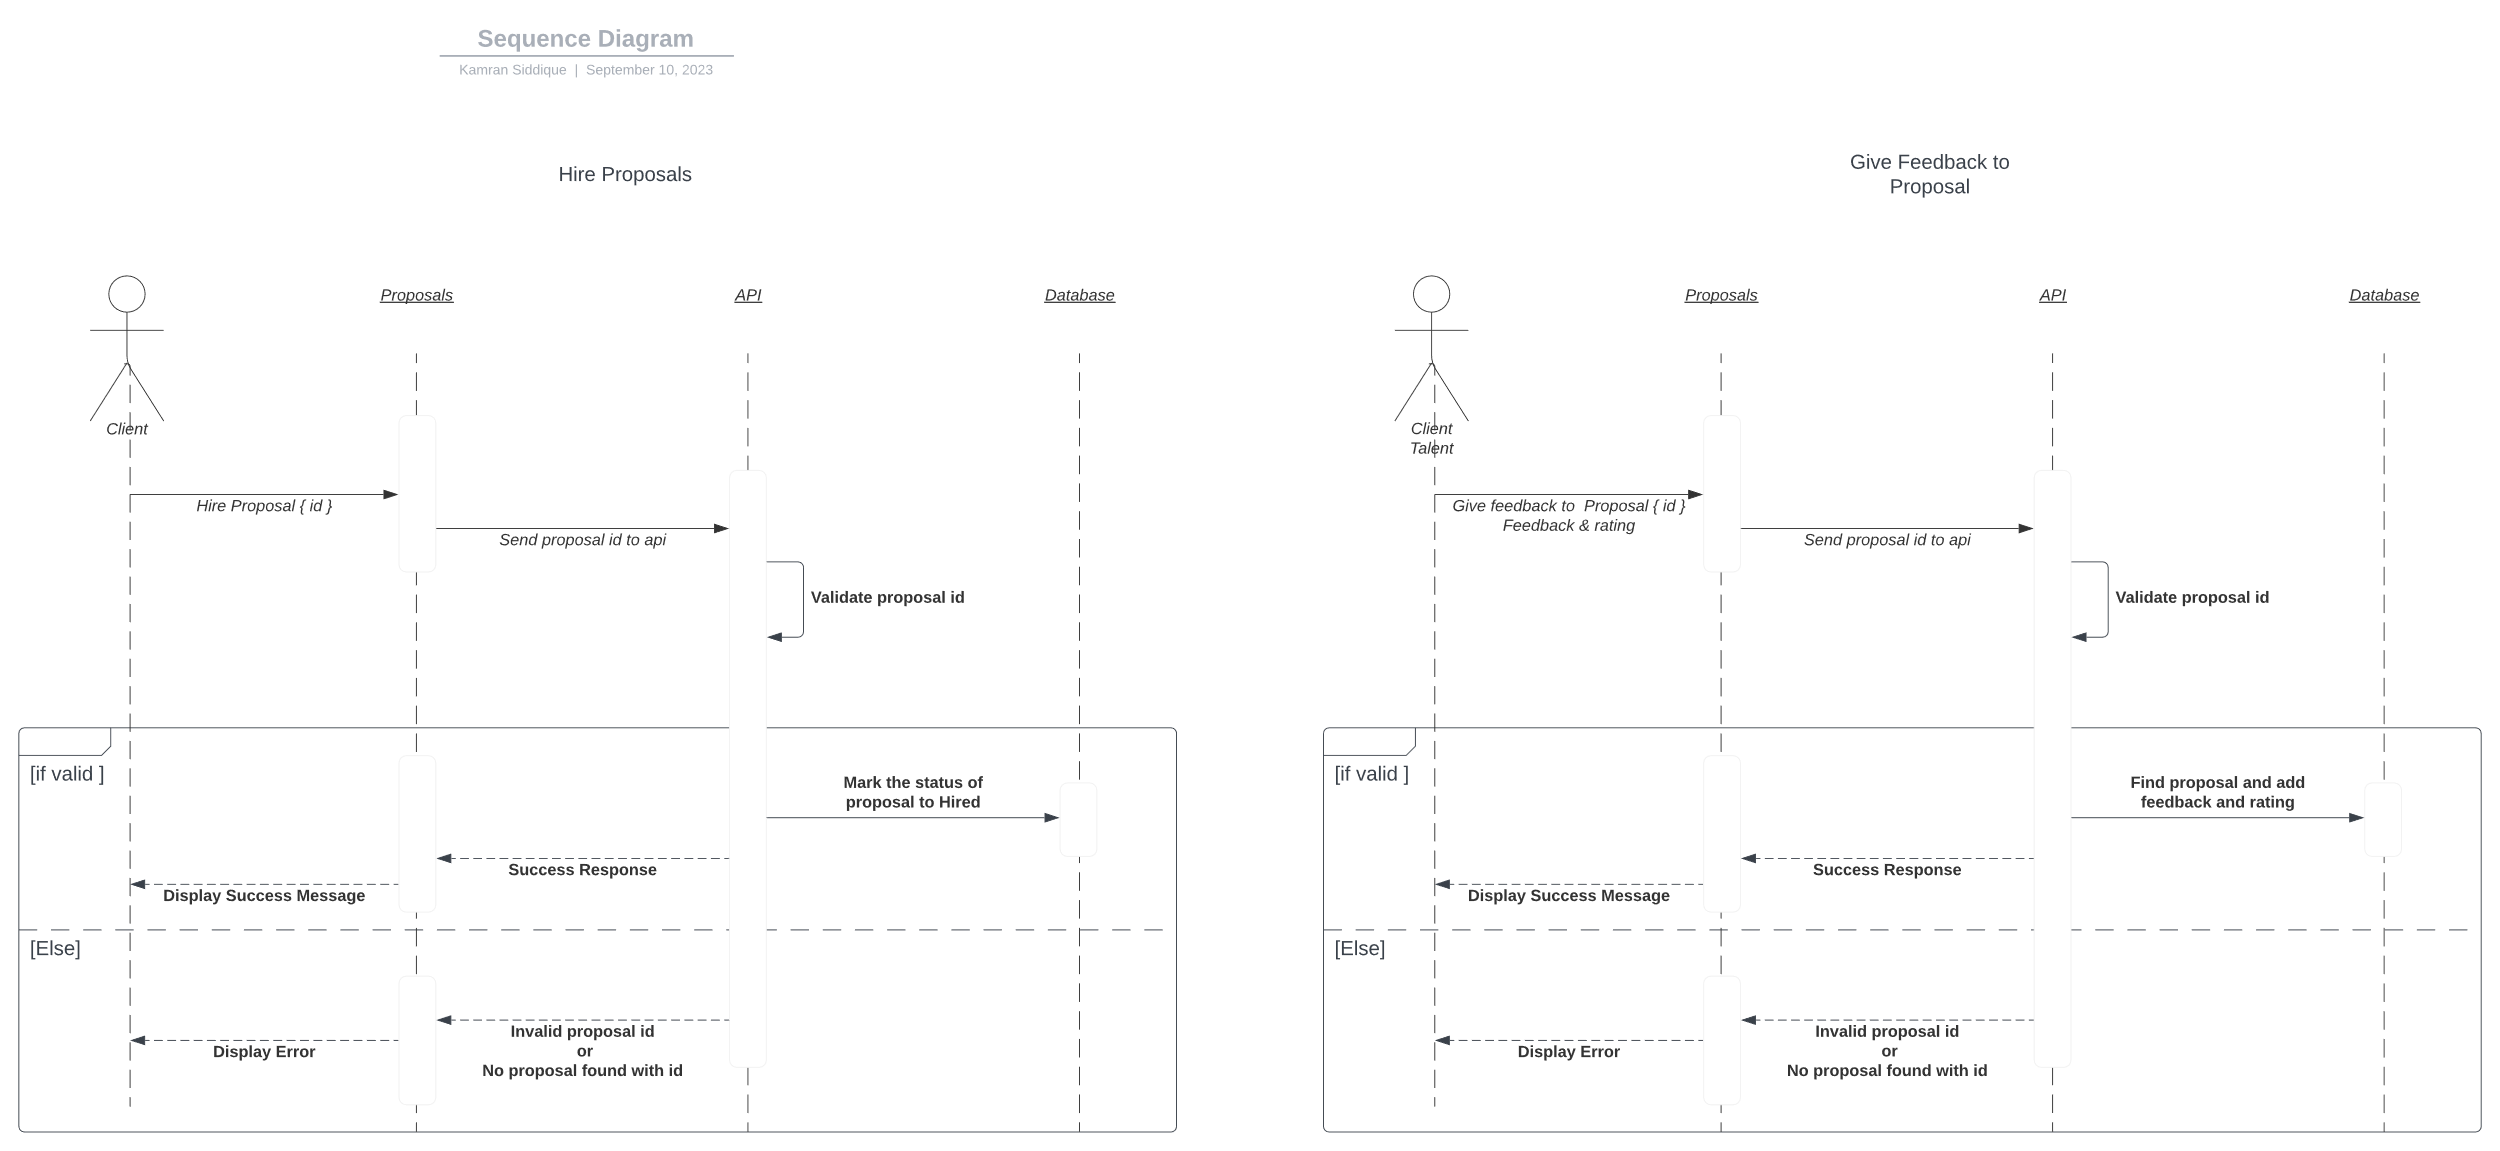 Sequence Diagram
Kamran Siddique | September 10, 2023
Hire Proposals
Proposals
API
Database
Client
Hire Proposal { id }
Send proposal id to api
Validate proposal id
[if valid ]
Mark the status of
proposal to Hired
Success Response
Display Success Message
[Else]
Invalid proposal id
or
No proposal found with id
Display Error
Give Feedback to
Proposal
Proposals
API
Database
Client
Talent
Give feedback to  Proposal { id }
Feedback & rating
Send proposal id to api
Validate proposal id
[if valid ]
Find proposal and add
feedback and rating
Success Response
Display Success Message
[Else]
Invalid proposal id
or
No proposal found with id
Display Error